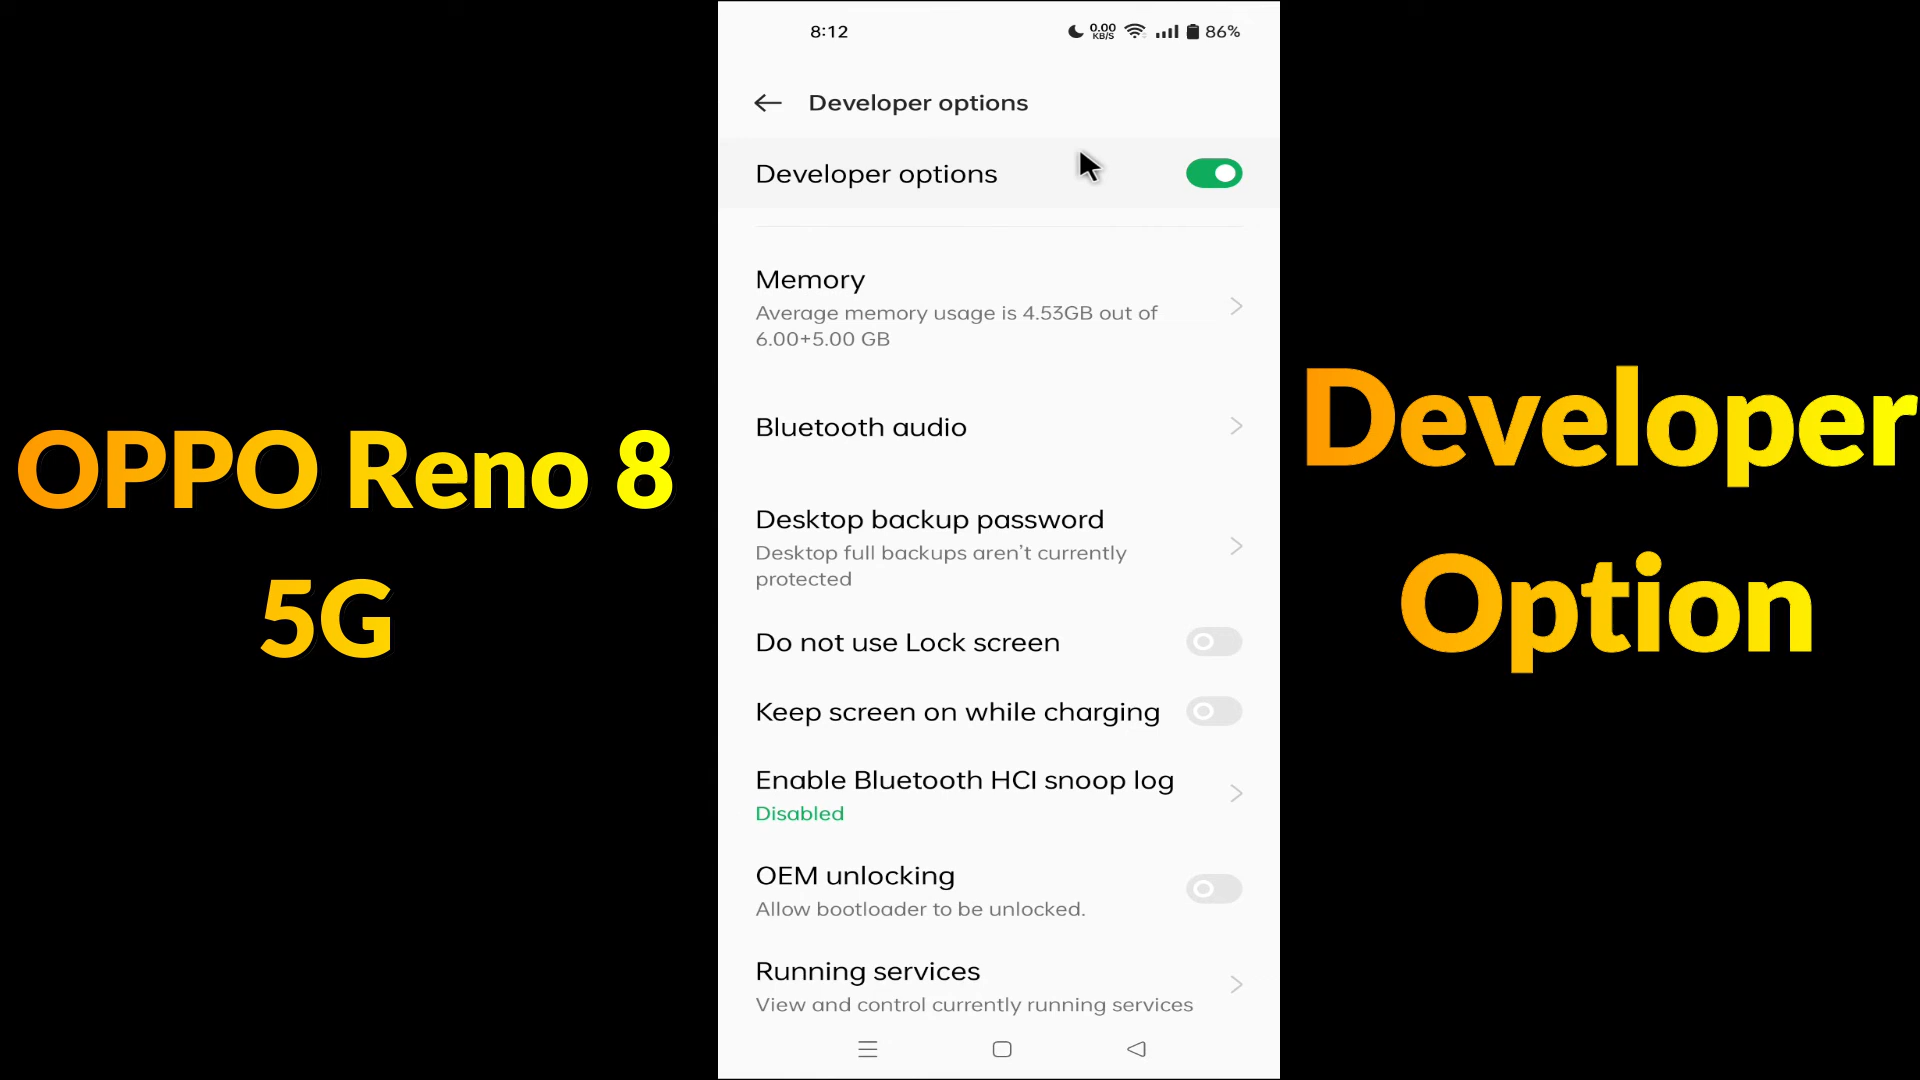 8:12
0.00
KB/S
86%
Developer options
Developer options
Memory
Average memory usage is 4.53GB out of
6.00+5.00 GB
Bluetooth audio
Desktop backup password
Desktop full backups aren't currently
protected
Do not use Lock screen
Keep screen on while charging
Enable Bluetooth HCI snoop log
Disabled
OEM unlocking
Allow bootloader to be unlocked.
Running services
View and control currently running services
OPPO Reno 8
5G
Developer
Option